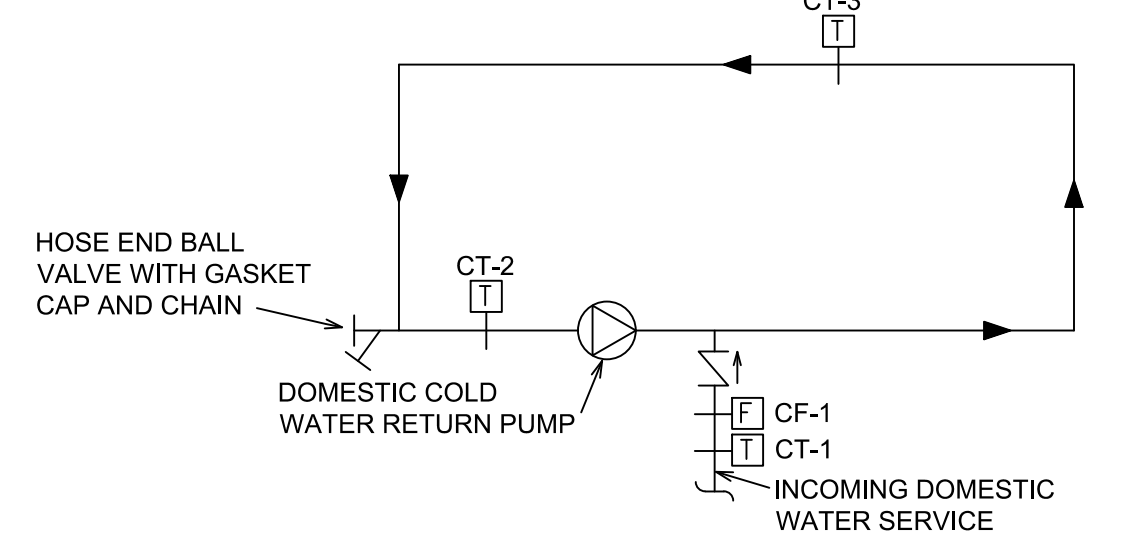 CT-3
T
HOSE END BALL
VALVE WITH GASKET
CAP AND CHAIN
CT-2
T
DOMESTIC COLD
WATER RETURN PUMP
F CF-1
T CT-1
INCOMING DOMESTIC
WATER SERVICE